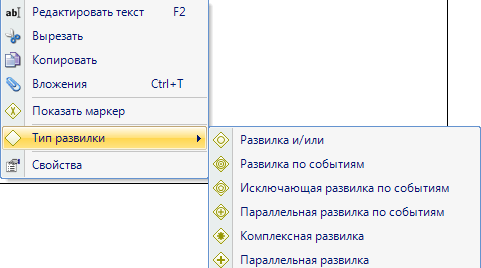 Редактировать текст F2
Вырезать
Копировать
Вложения Ctrl+T
Показать маркер
Тип развилки
Свойства
Развилка и/или
Развилка по событиям
Исключающая развилка по событиям
Параллельная развилка по событиям
Комплексная развилка
Параллельная развилка